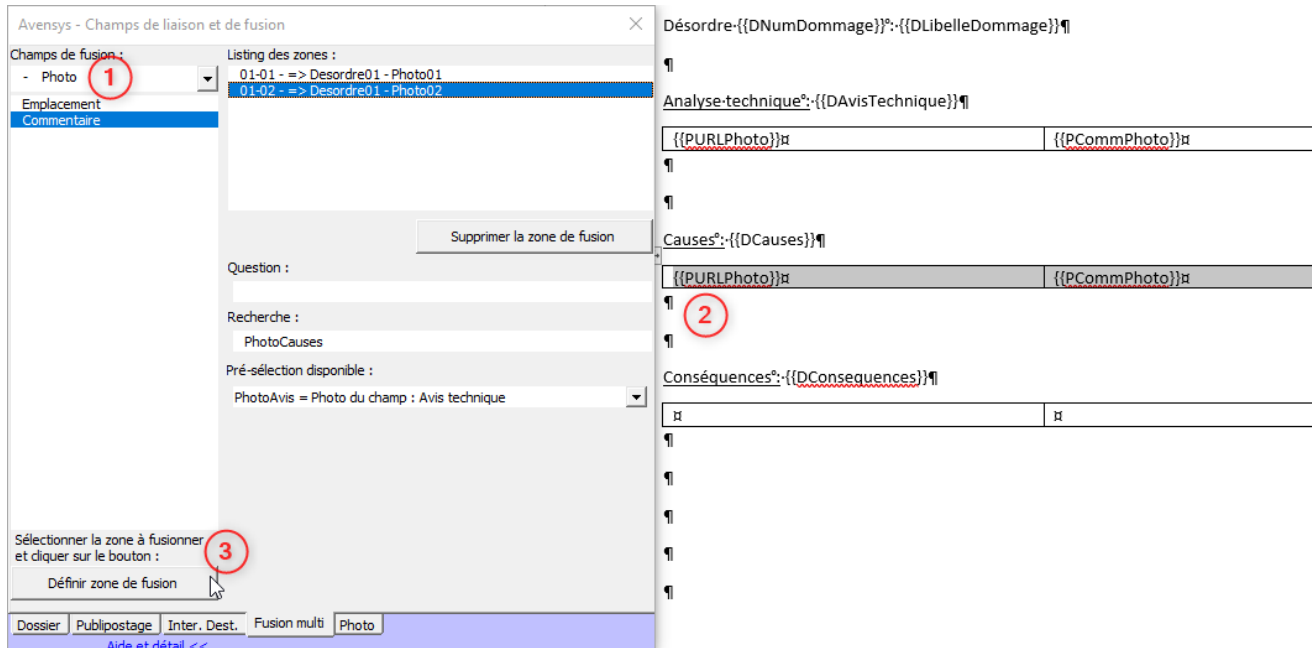 Avensys - Champs de liaison et de fusion
Champs de fusion :
- Photo
1
Emplacement
Commentaire
Listing des zones :
01-01 - => Desordre01 - Photo01
01-02 - => Desordre01 - Photo02
Supprimer la zone de fusion
Question :
Recherche :
PhotoCauses
Pré-sélection disponible :
PhotoAvis = Photo du champ : Avis technique
Sélectionner la zone à fusionner
et cliquer sur le bouton :
3
Définir zone de fusion
Dossier Publipostage Inter. Dest. Fusion multi Photo
Aide et détail <<
Désordre·{{DNumDommage}}°:·{{DLibelleDommage}}¶
¶
Analyse·technique°:·{{DAvisTechnique}}¶
{{PURLPhoto}}¤ {{PCommPhoto}}¤
¶
¶
Causes°:·{{DCauses}}¶
{{PURLPhoto}}¤ {{PCommPhoto}}¤
¶
2
¶
Conséquences°:·{{DConsequences}}¶
¤ ¤
¶
¶
¶
¶
¶